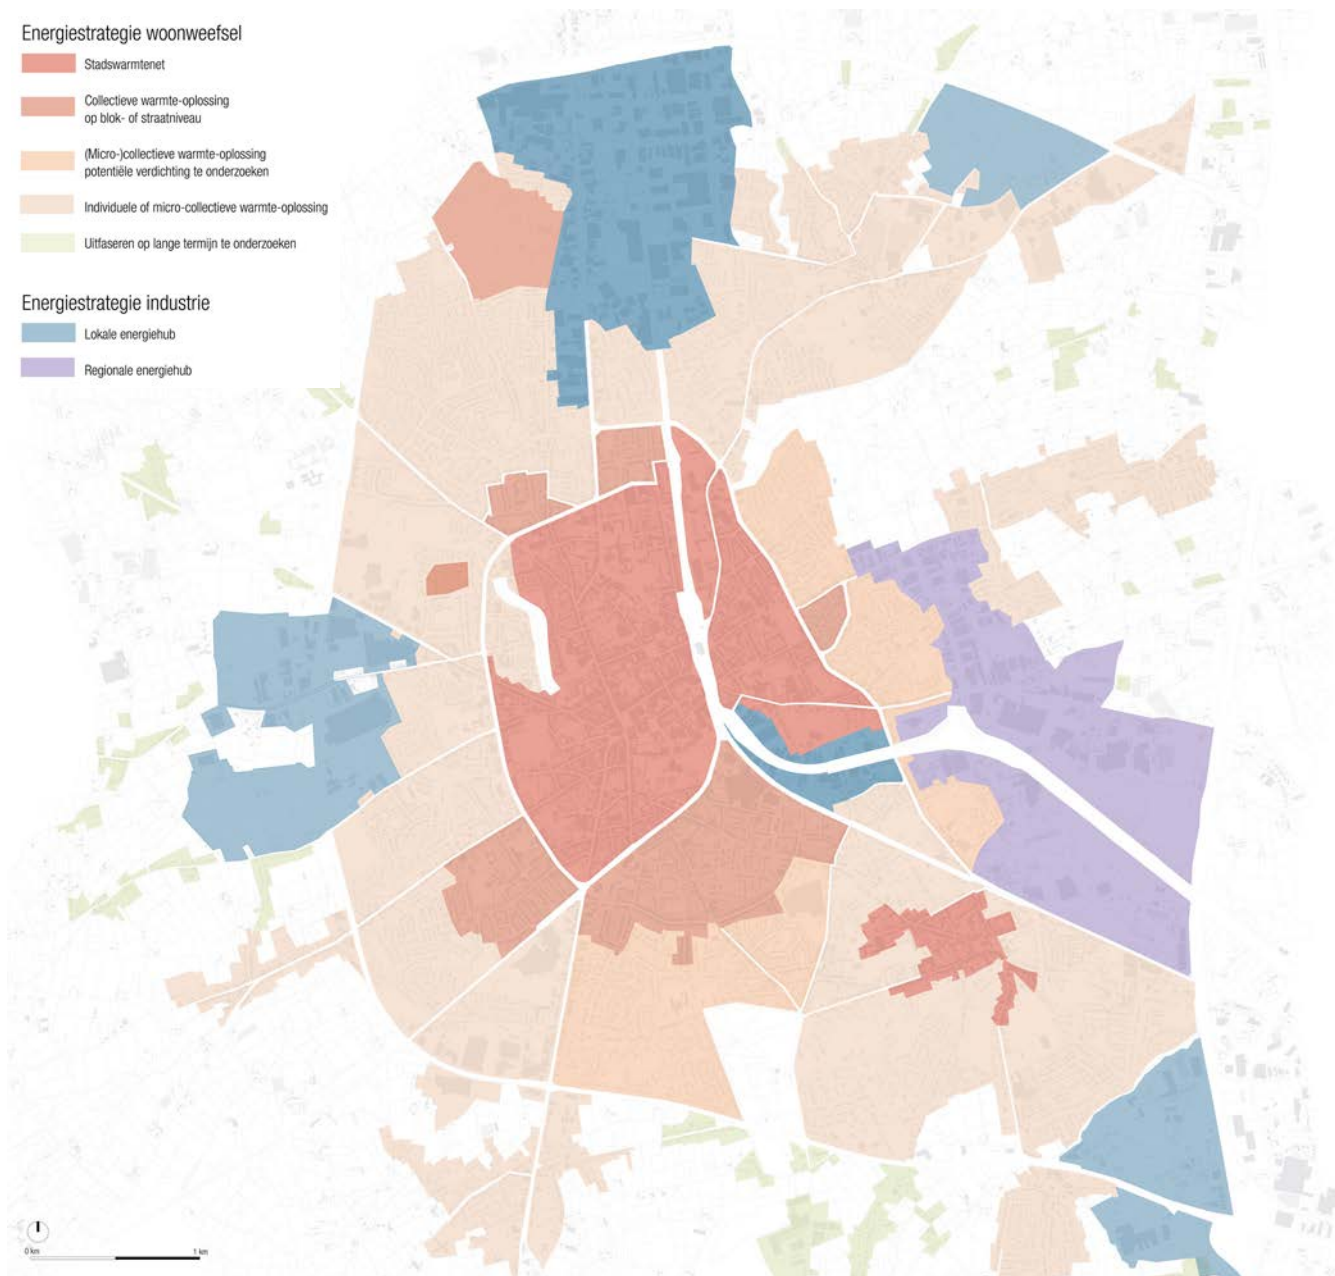 Energiestrategie woonweefsel
Stadswarmtenet
Collectieve warmte-oplossing
op blok- of straatniveau
(Micro-)collectieve warmte-oplossing
potentiële verdichting te onderzoeken
Individuele of micro-collectieve warmte-oplossing
Uitfaseren op lange termijn te onderzoeken
Energiestrategie industrie
Lokale energiehub
Regionale energiehub
0 km
1 km